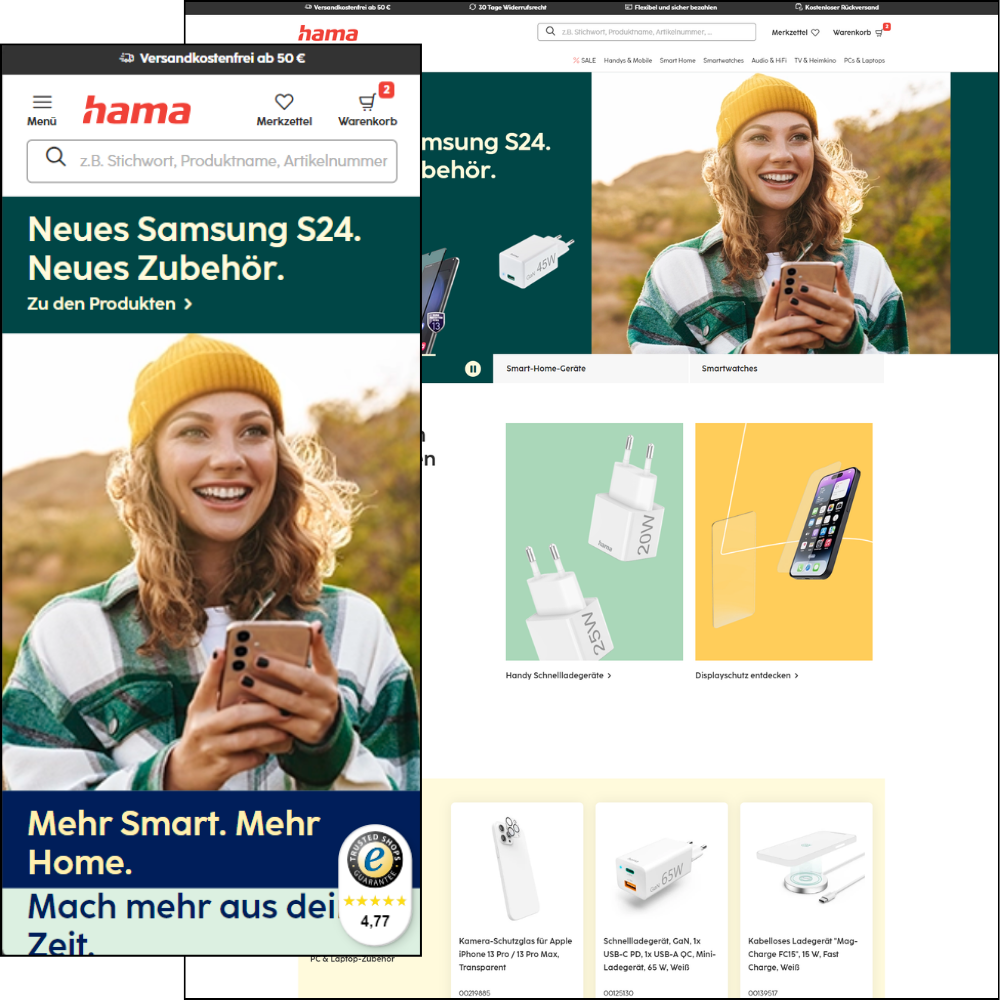 Versandkostenfrei ab 50 €
30 Tage Widerrufsrecht
Flexibel und sicher bezahlen
Kostenloser Rückversand
hama
z.B. Stichwort, Produktname, Artikelnummer, ...
Merkzettel
Warenkorb
2
% SALE
Handys & Mobile
Smart Home
Smartwatches
Audio & HiFi
TV & Heimkino
PCs & Laptops
Versandkostenfrei ab 50 €
Menü
hama
Merkzettel
Warenkorb
2
z.B. Stichwort, Produktname, Artikelnummer
Neues Samsung S24.
Neues Zubehör.
Zu den Produkten
Mehr Smart. Mehr
Home.
Mach mehr aus dei
Zeit.
TRUSTED SHOPS
GUARANTEE
e
4,77
msung S24.
behör.
13
GaN 45W
Smart-Home-Geräte
Smartwatches
n
en
hama
20W
25W
Handy Schnellladegeräte
Displayschutz entdecken
PC & Laptop-Zubehör
GaN 65W
Kamera-Schutzglas für Apple
iPhone 13 Pro / 13 Pro Max,
Transparent
00219885
Schnellladegerät, GaN, 1x
USB-C PD, 1x USB-A QC, Mini-
Ladegerät, 65 W, Weiß
00125130
Kabelloses Ladegerät "Mag-
Charge FC15", 15 W, Fast
Charge, Weiß
00139517